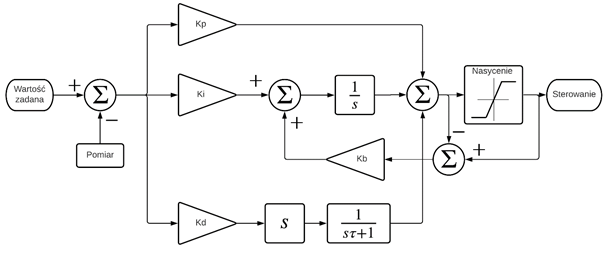 Kp
Wartość
zadana
+
Σ
−
Pomiar
Ki
+
Σ
+
1
s
Σ
Nasycenie
Sterowanie
−
Σ
+
Kb
Kd
s
1
sτ+1